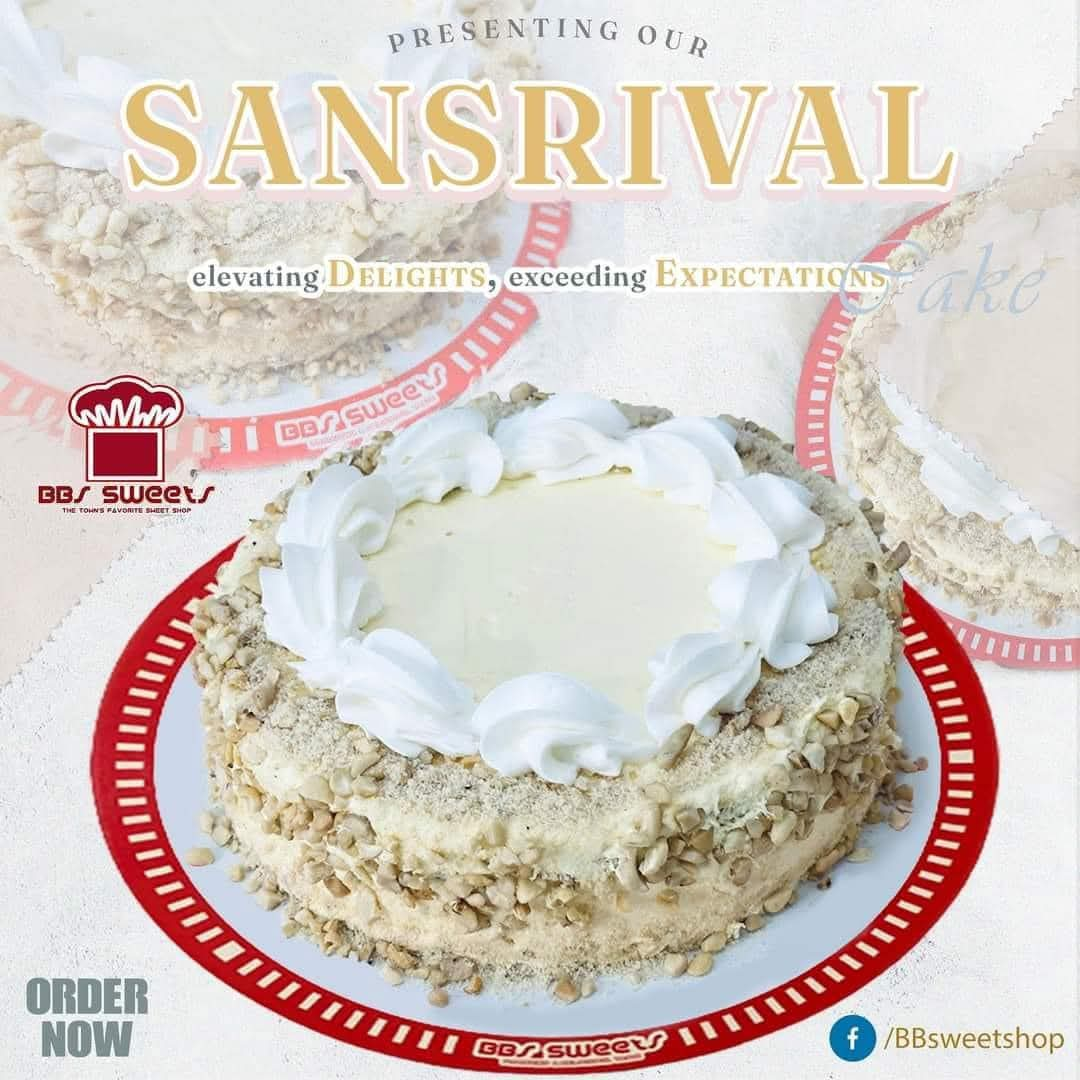 PRESENTING OUR
SANSRIVAL
Cake
elevating DELIGHTS, exceeding EXPECTATIONS
BBS SWEETS
BBS SWEETS
THE TOWN'S FAVORITE SWEET SHOP
ORDER
NOW
BBS SWEETS
/BBsweetshop